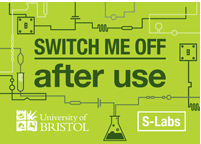 SWITCH ME OFF
after use
University of
BRISTOL
S-Labs